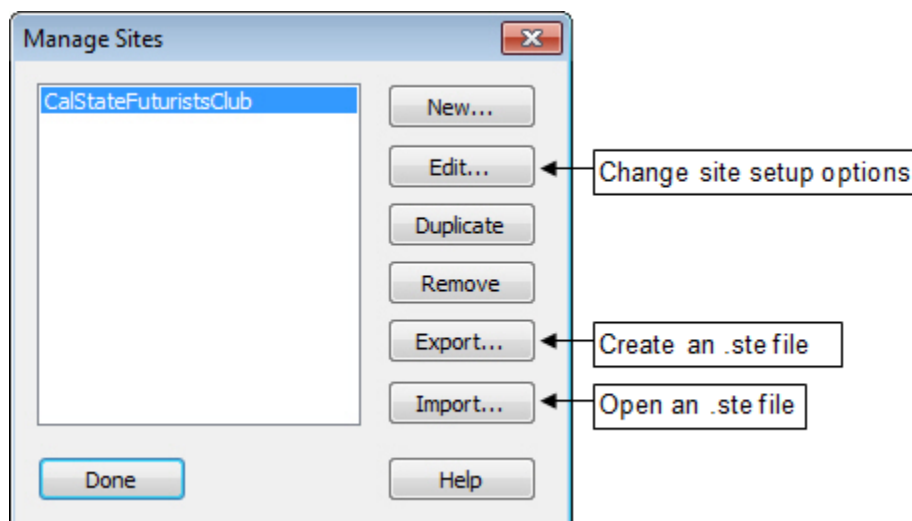 Manage Sites
CalStateFuturistsClub
New...
Edit...
Change site setup options
Duplicate
Remove
Export...
Create an .ste file
Import...
Open an .ste file
Done
Help